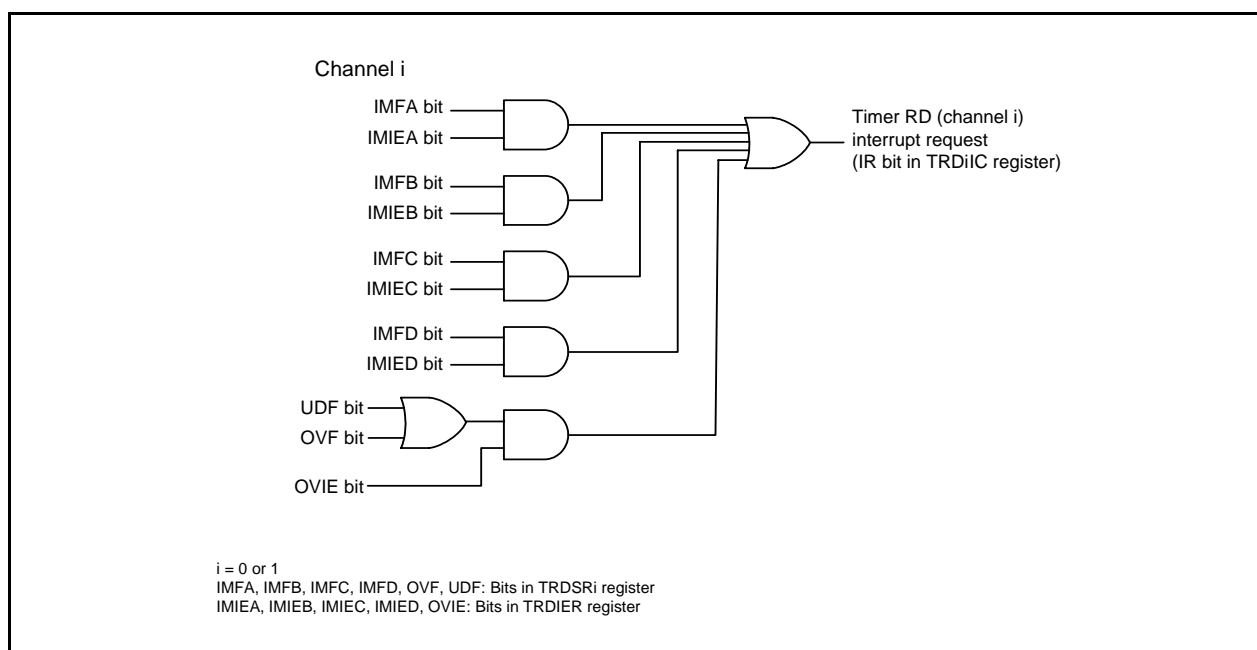 Channel i
IMFA bit
IMIEA bit
IMFB bit
IMIEB bit
IMFC bit
IMIEC bit
IMFD bit
IMIED bit
UDF bit
OVF bit
OVIE bit
Timer RD (channel i)
interrupt request
(IR bit in TRDiIC register)
i = 0 or 1
IMFA, IMFB, IMFC, IMFD, OVF, UDF: Bits in TRDSRi register
IMIEA, IMIEB, IMIEC, IMIED, OVIE: Bits in TRDIER register